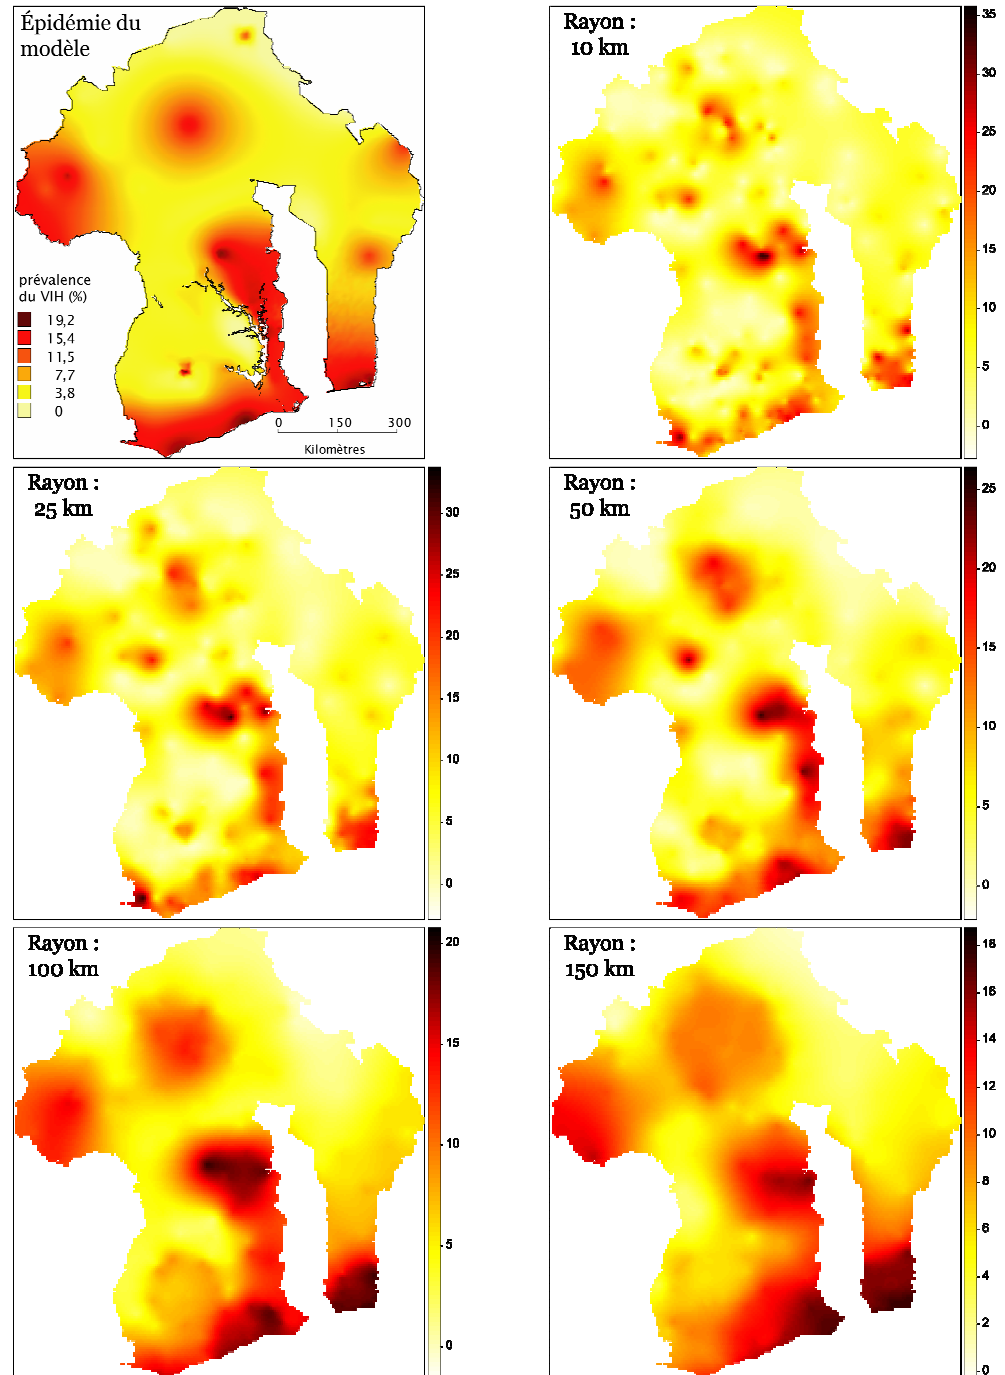 Épidémie du
modèle
prévalence
du VIH (%)
19,2
15,4
11,5
7,7
3,8
0
0 150 300
Kilomètres
Rayon :
10 km
35
30
25
20
15
10
5
0
Rayon :
25 km
30
25
20
15
10
5
0
Rayon :
50 km
25
20
15
10
5
0
Rayon :
100 km
20
15
10
5
0
Rayon :
150 km
18
16
14
12
10
8
6
4
2
0